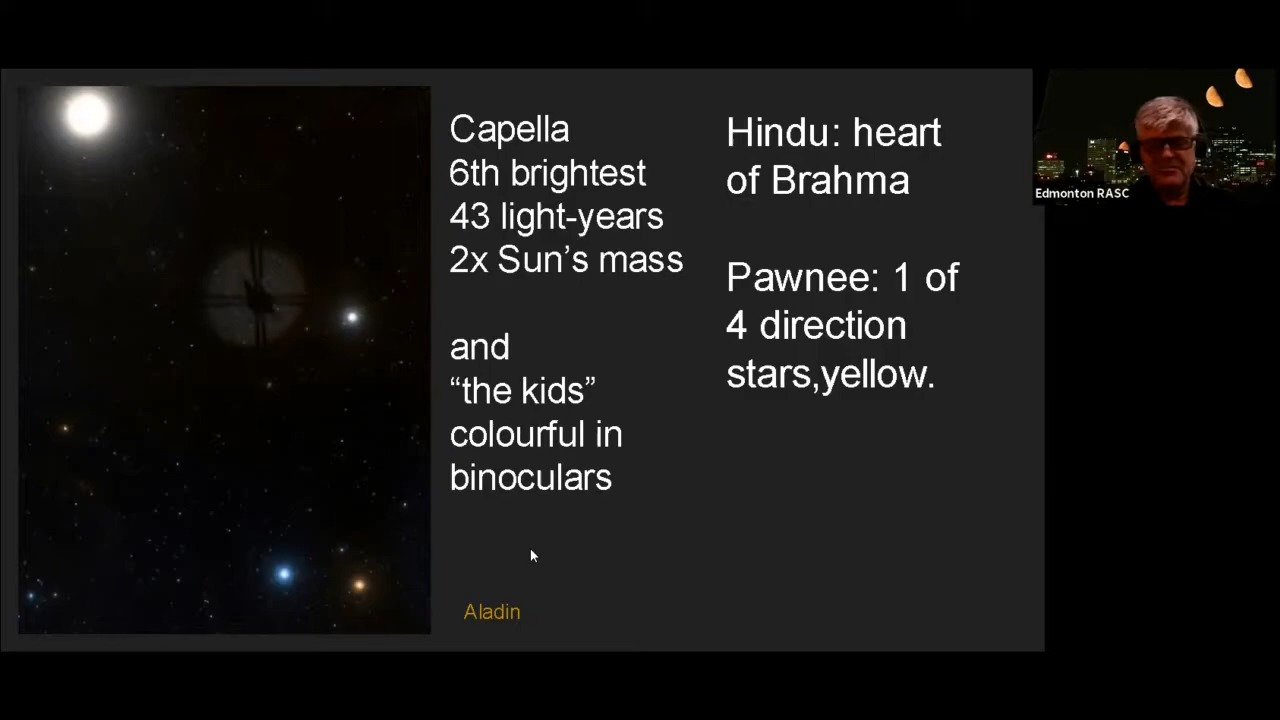 Capella
6th brightest
43 light-years
2x Sun's mass
and
“the kids”
colourful in
binoculars
Aladin
Hindu: heart
of Brahma
Pawnee: 1 of
4 direction
stars,yellow.
Edmonton RASC